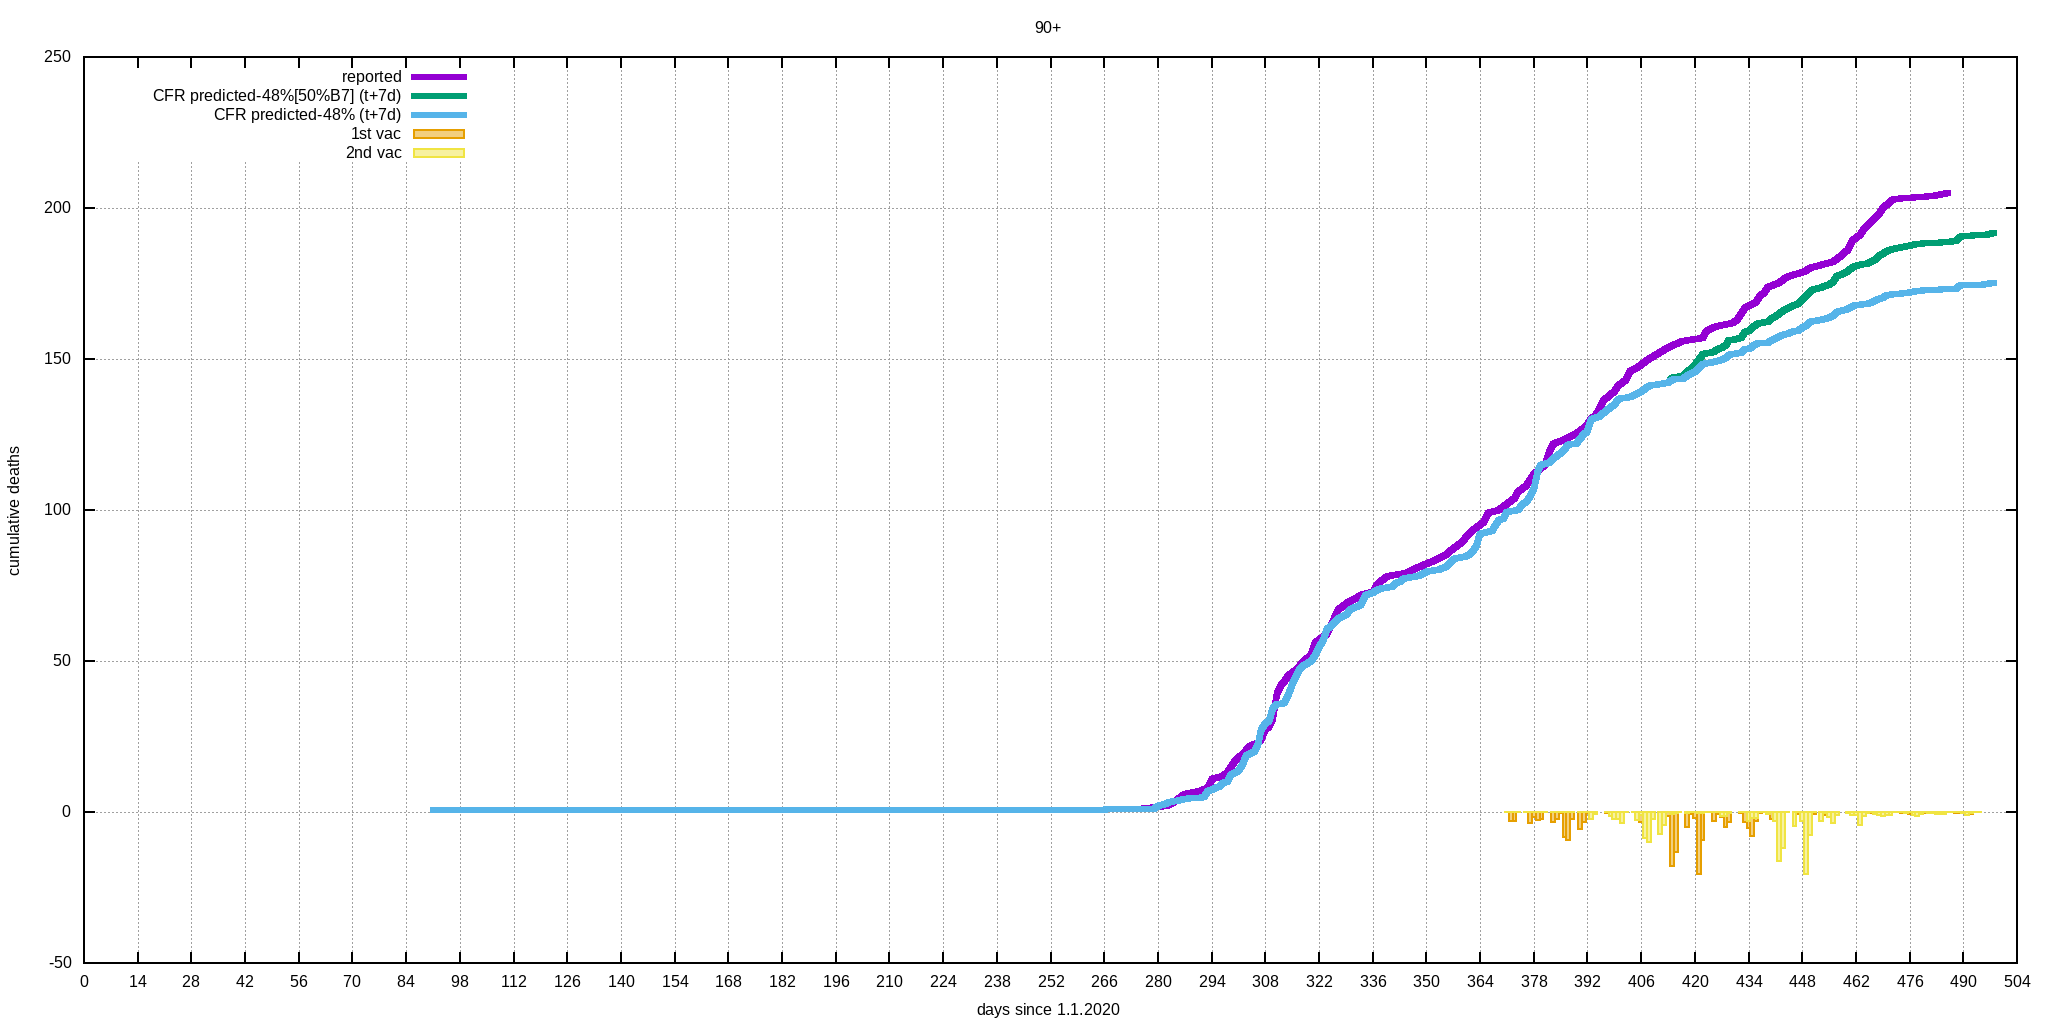 90+
250
200
150
100
50
0
-50
reported
CFR predicted-48%[50%B7] (t+7d)
CFR predicted-48% (t+7d)
1st vac
2nd vac
cumulative deaths
0 14 28 42 56 70 84 98 112 126 140 154 168 182 196 210 224 238 252 266 280 294 308 322 336 350 364 378 392 406 420 434 448 462 476 490 504
days since 1.1.2020